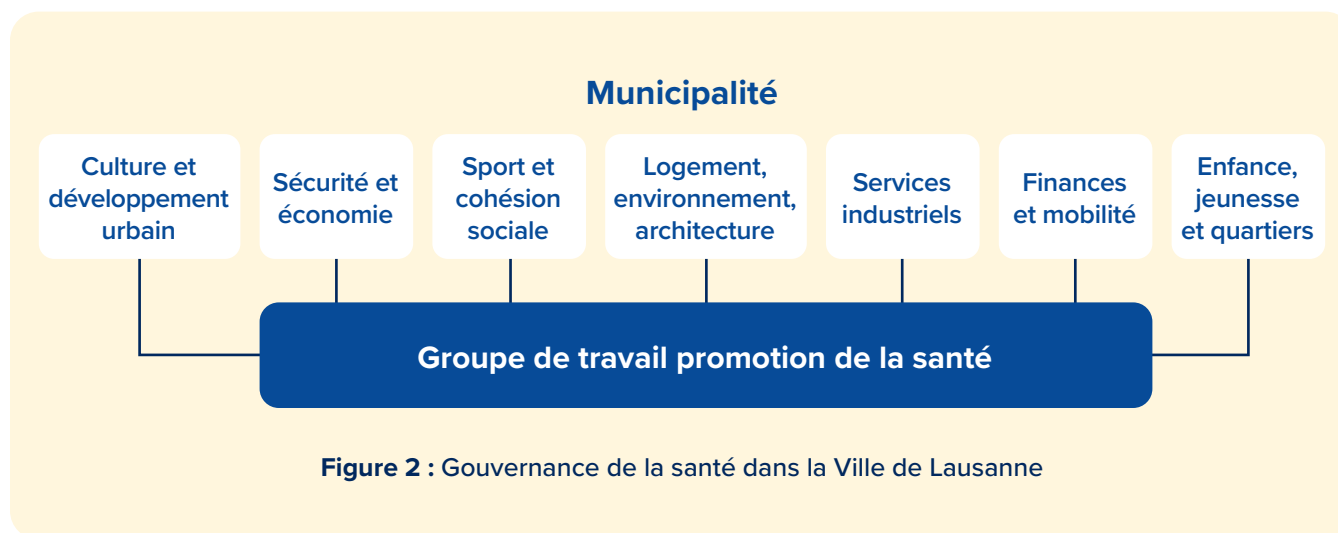 Municipalité
Culture et
développement
urbain
Sécurité et
économie
Sport et
cohésion
sociale
Logement,
environnement,
architecture
Services
industriels
Finances
et mobilité
Enfance,
jeunesse
et quartiers
Groupe de travail promotion de la santé
Figure 2 : Gouvernance de la santé dans la Ville de Lausanne